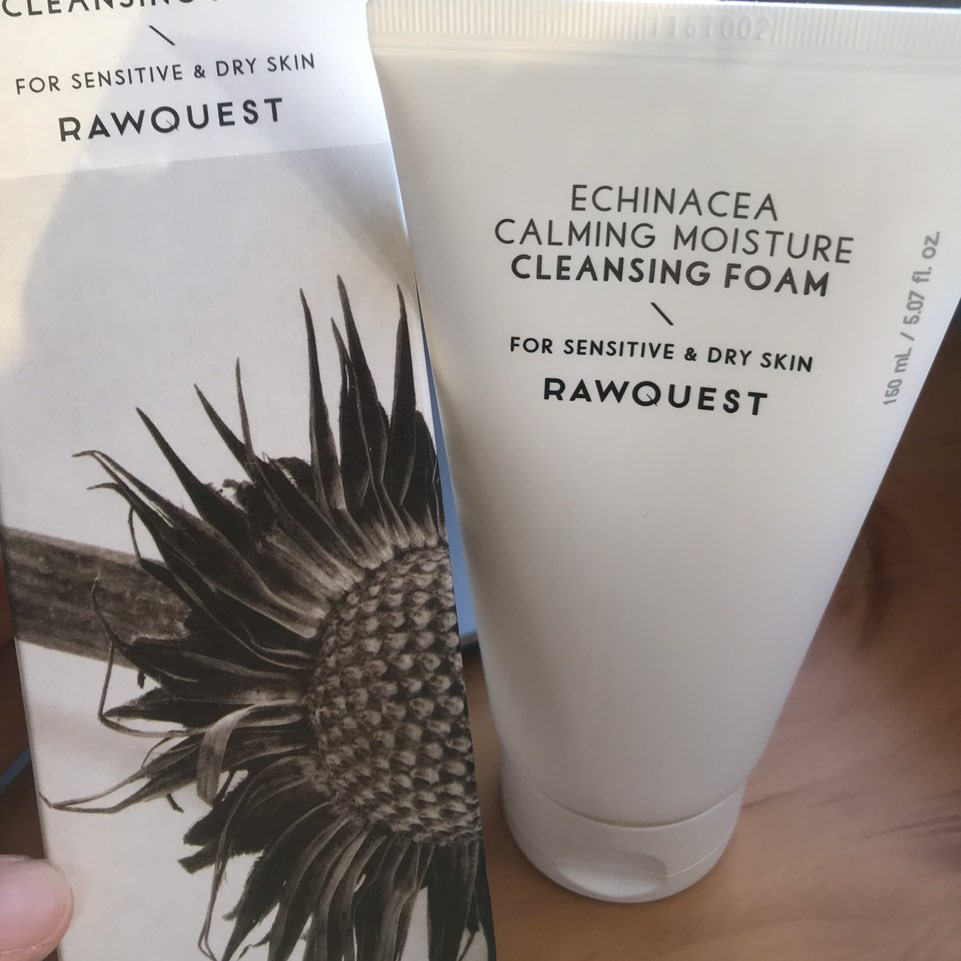 CLEANSING
FOR SENSITIVE & DRY SKIN
RAWQUEST
ECHINACEA
CALMING MOISTURE
CLEANSING FOAM
FOR SENSITIVE & DRY SKIN
RAWQUEST
150 mL / 5.07 fl. oz.